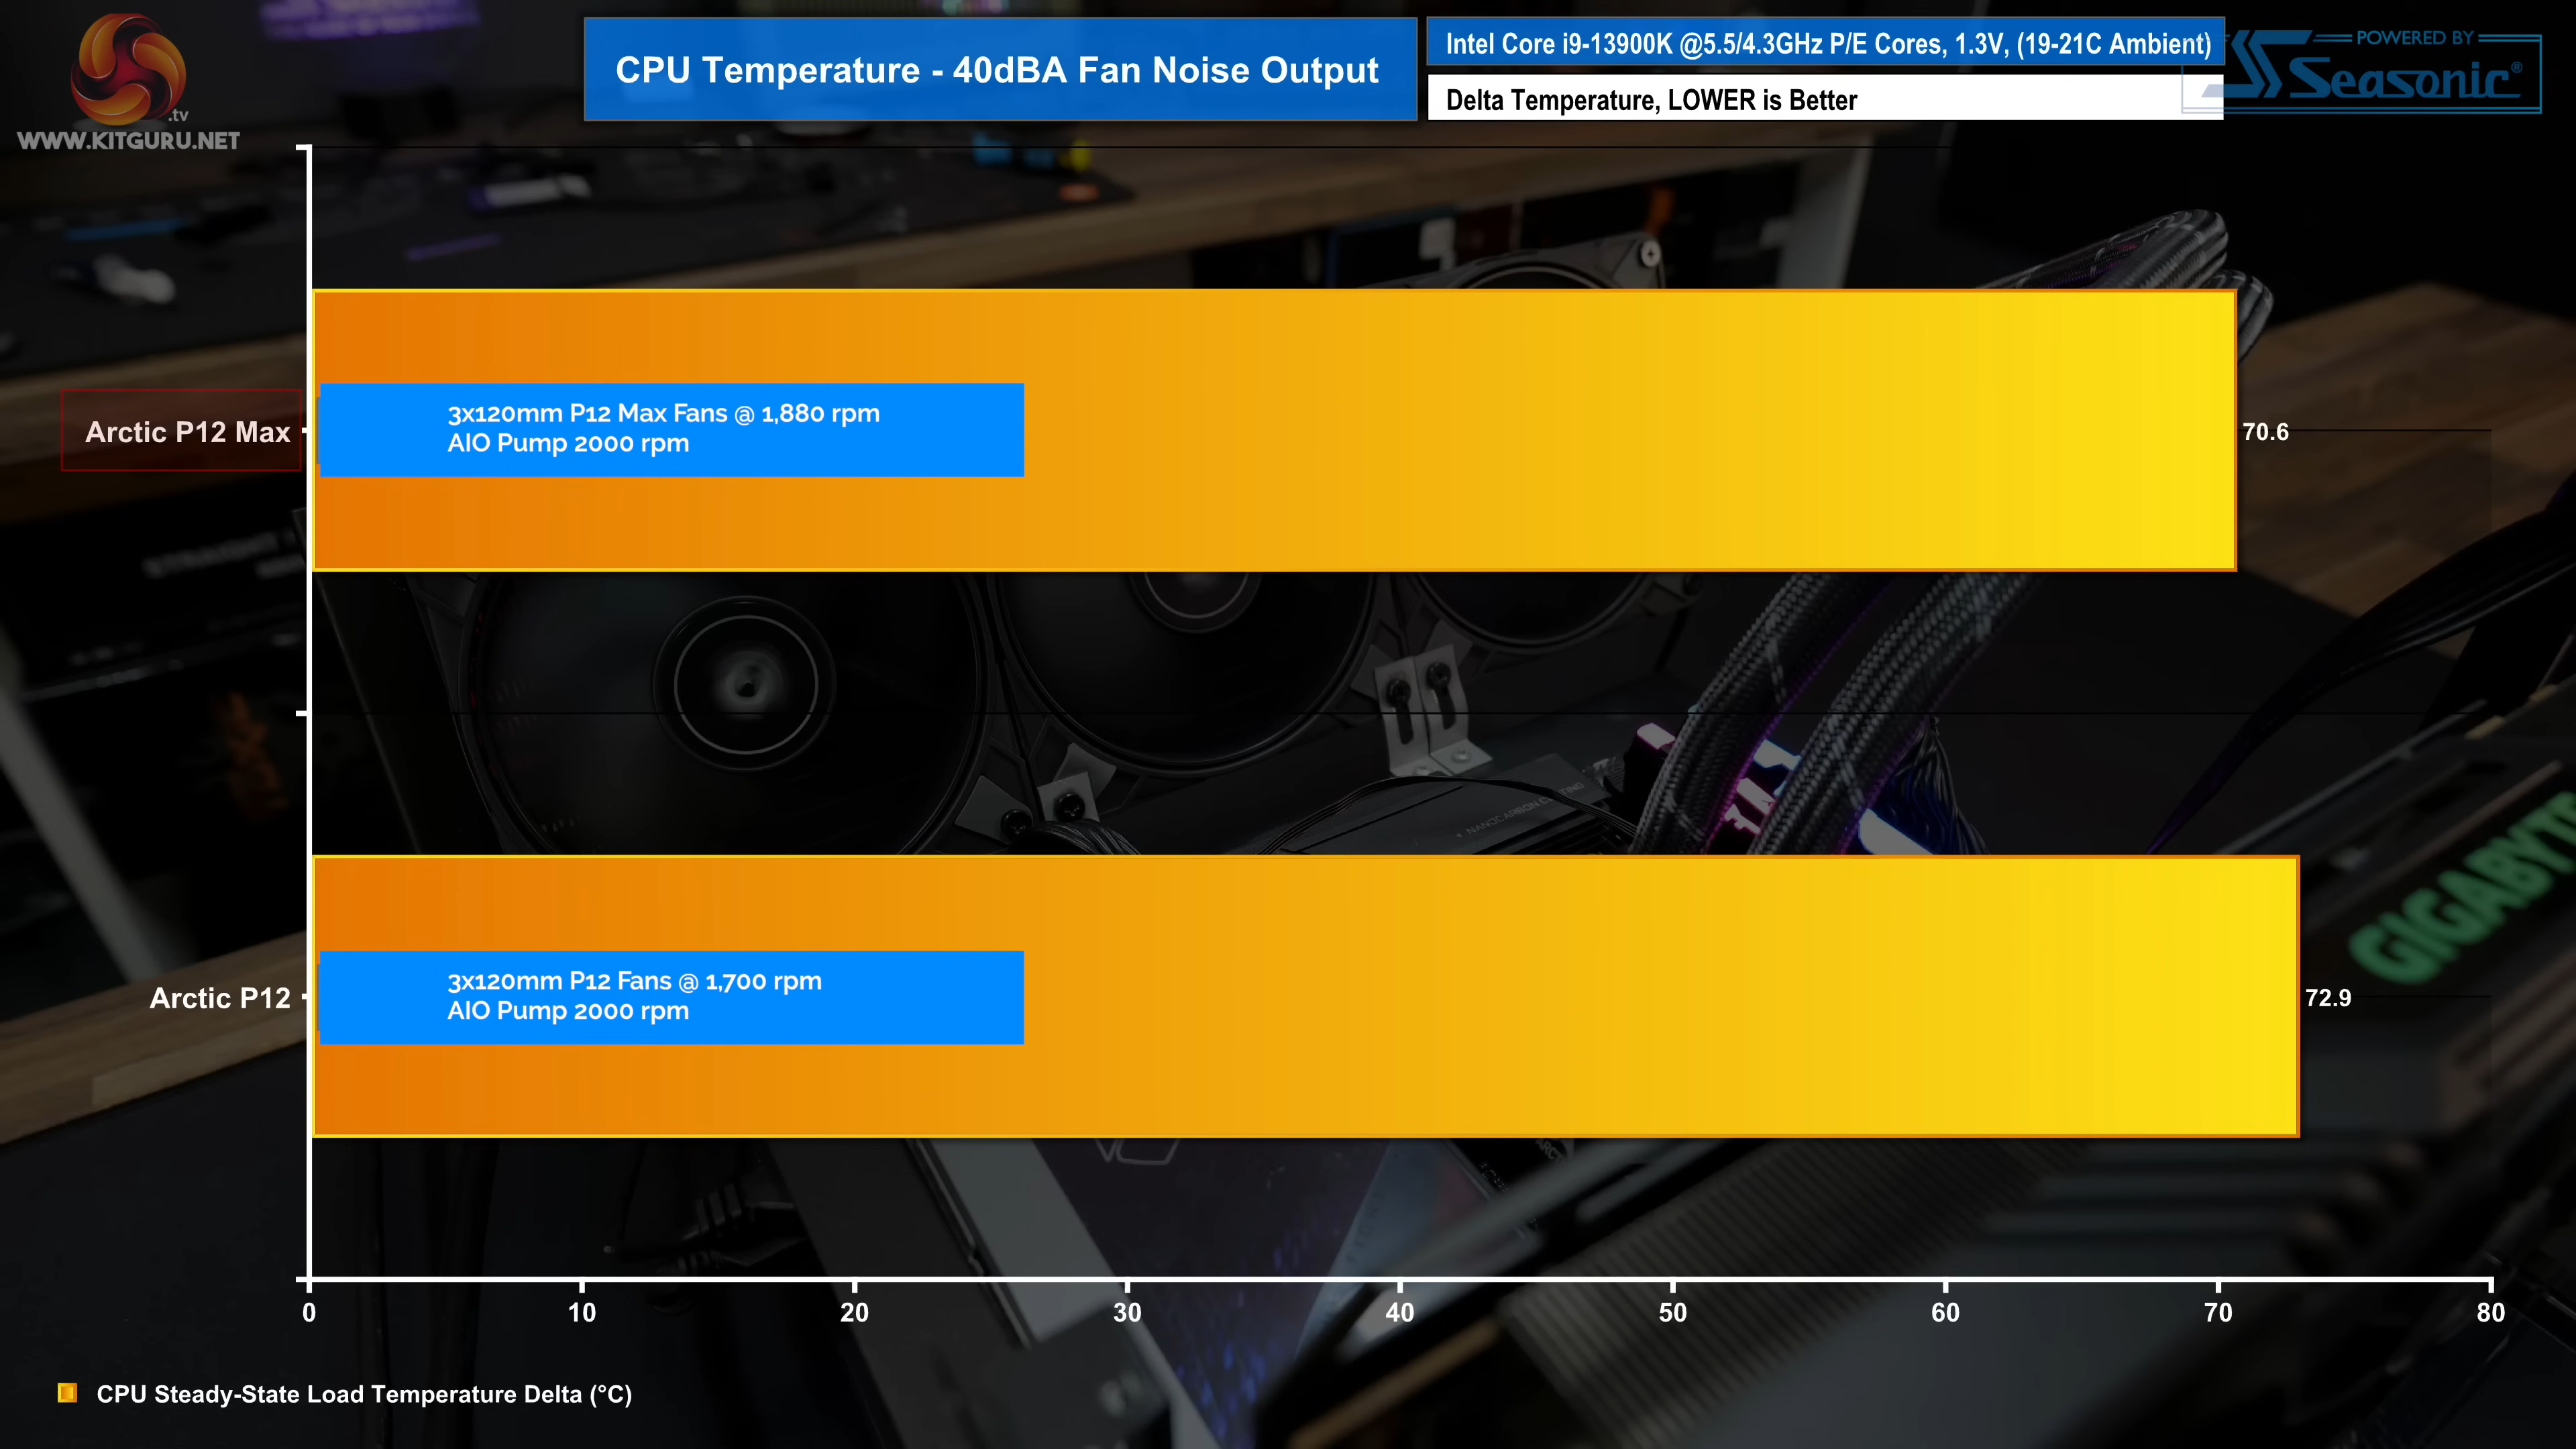 .tv
WWW.KITGURU.NET
CPU Temperature - 40dBA Fan Noise Output
Intel Core i9-13900K @5.5/4.3GHz P/E Cores, 1.3V, (19-21C Ambient)
Delta Temperature, LOWER is Better
POWERED BY
Seasonic®
Arctic P12 Max
3x120mm P12 Max Fans @ 1,880 rpm
AIO Pump 2000 rpm
70.6
STRAIGHT
NANOCARBON COATING
GIGABYTE
Arctic P12
3x120mm P12 Fans @ 1,700 rpm
AIO Pump 2000 rpm
72.9
0 10 20 30 40 50 60 70 80
CPU Steady-State Load Temperature Delta (°C)